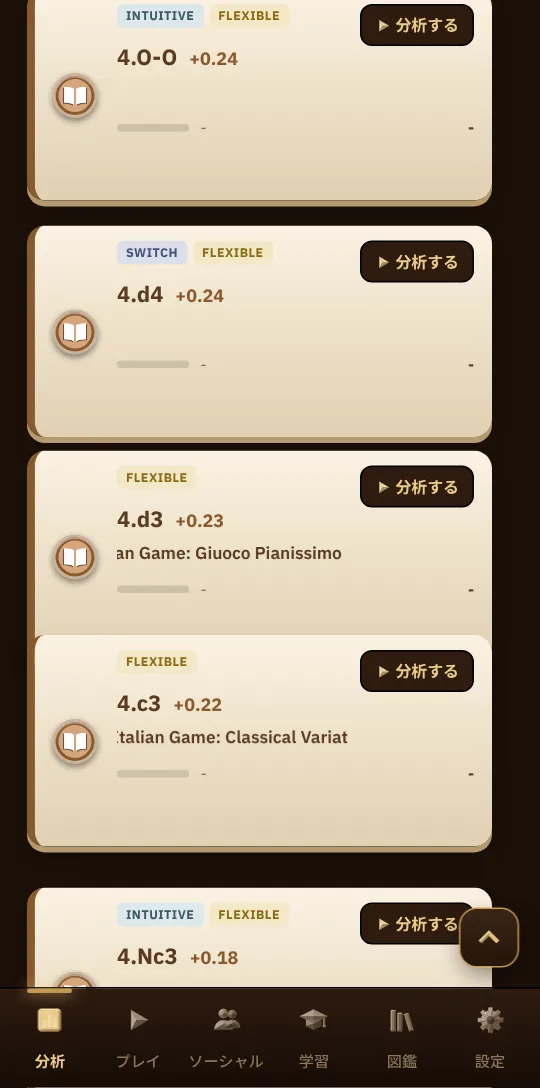 INTUITIVE FLEXIBLE
分析する
4.O-O +0.24
- -
SWITCH FLEXIBLE
分析する
4.d4 +0.24
- -
FLEXIBLE
分析する
4.d3 +0.23
an Game: Giuoco Pianissimo
- -
FLEXIBLE
分析する
4.c3 +0.22
Italian Game: Classical Variat
- -
INTUITIVE FLEXIBLE
分析する
4.Nc3 +0.18
分析 プレイ ソーシャル 学習 図鑑 設定